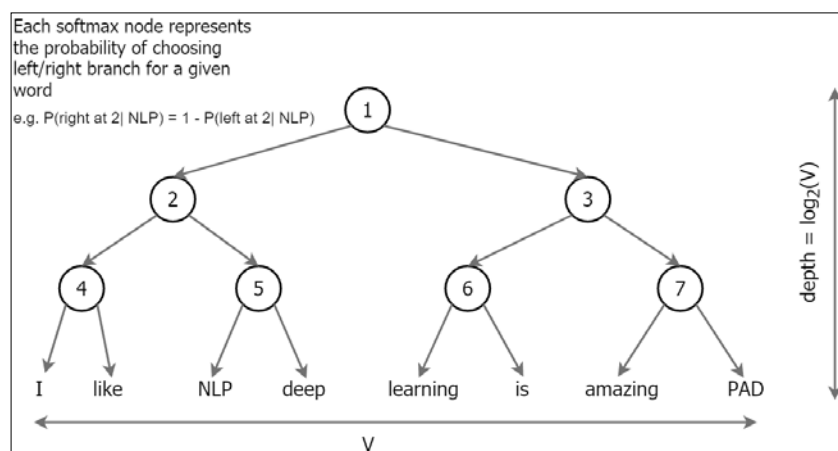 Each softmax node represents
the probability of choosing
left/right branch for a given
word
e.g. P(right at 2| NLP) = 1 - P(left at 2| NLP)
1
2
3
4
5
6
7
depth = log₂(V)
I like NLP deep learning is amazing PAD
V